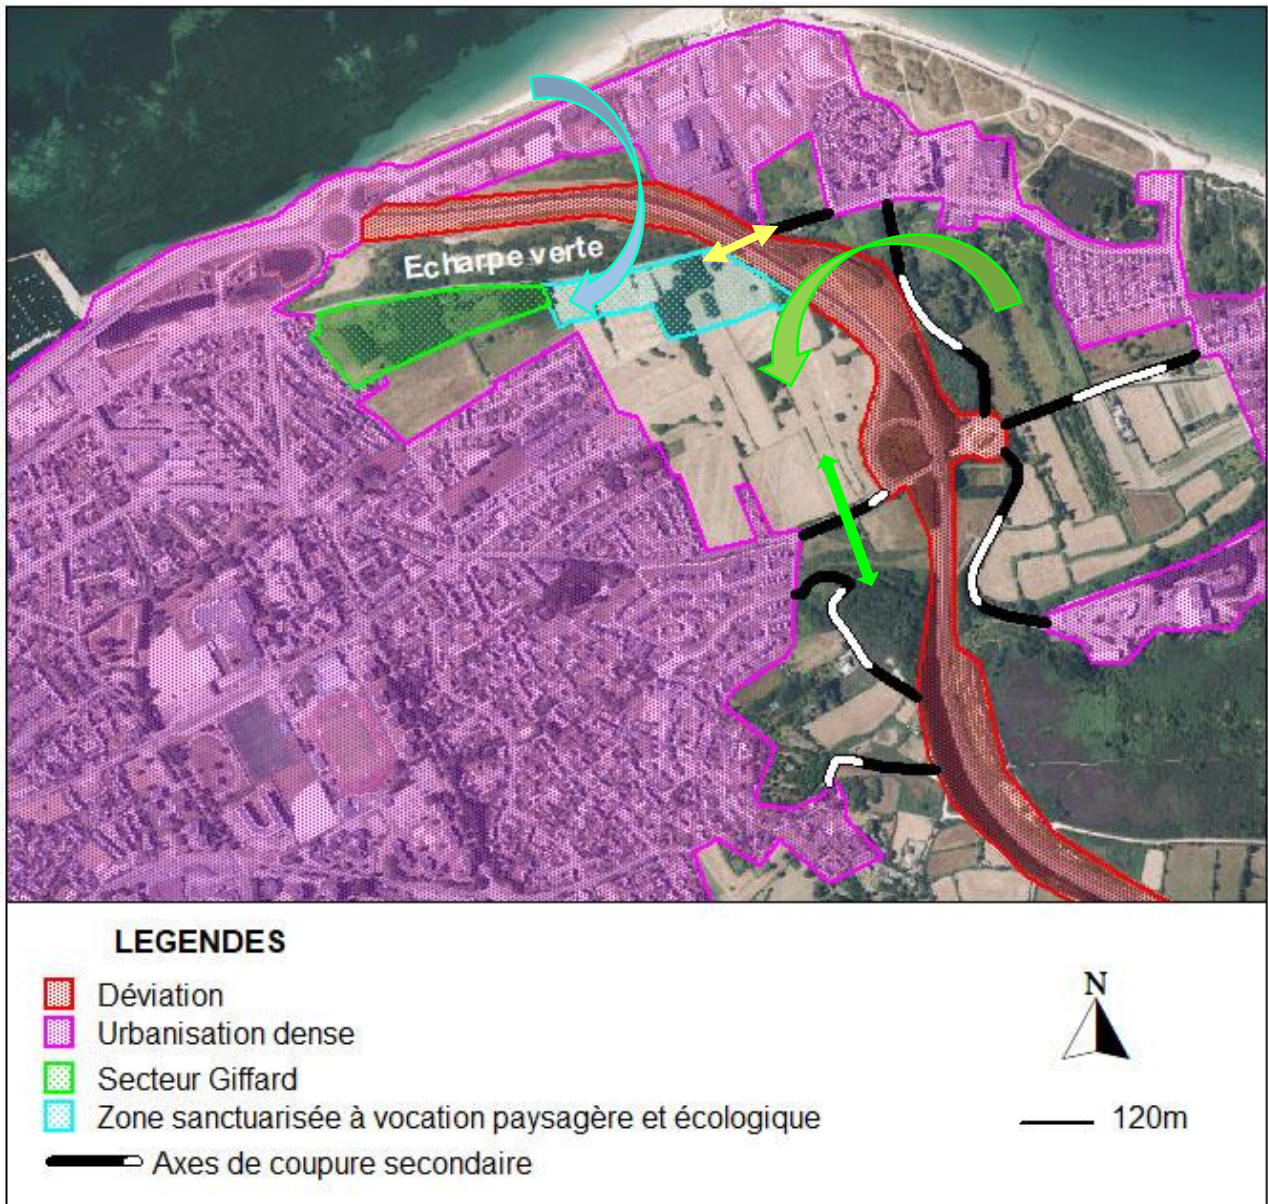 Echarpe verte
LEGENDES
Déviation
Urbanisation dense
Secteur Giffard
Zone sanctuarisée à vocation paysagère et écologique
Axes de coupure secondaire
N
120m